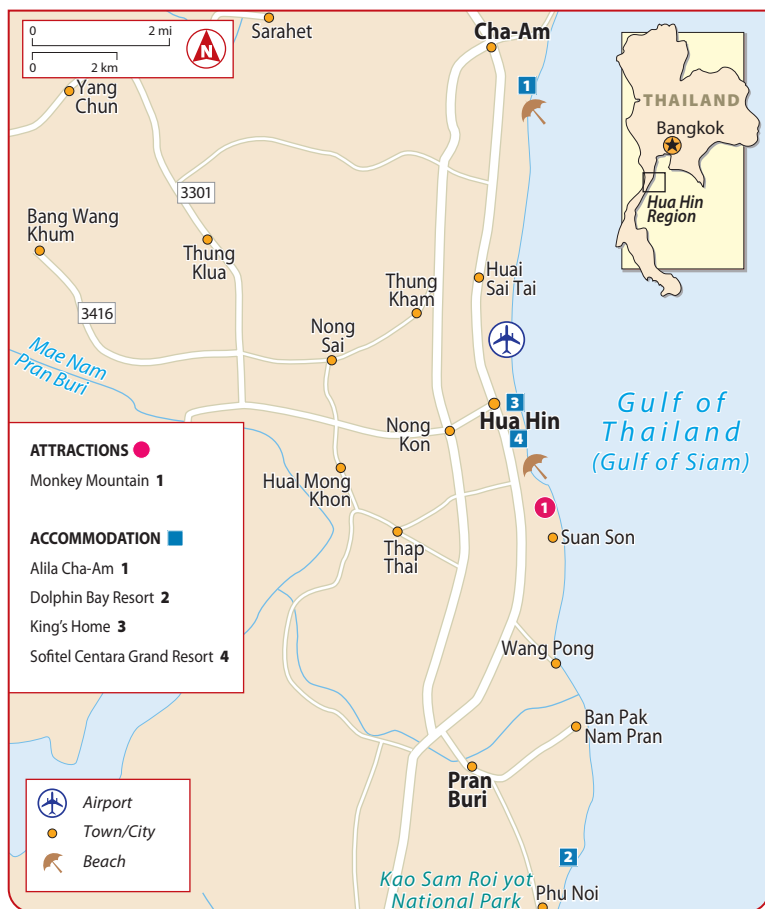 0 2 mi
0 2 km
N
Sarahet
Cha-Am
Yang
Chun
1
THAILAND
Bangkok
Hua Hin
Region
3301
Bang Wang
Khum
Thung
Klua
Huai
Sai Tai
Thung
Kham
3416
Nong
Sai
Mae Nam
Pran Buri
3
Hua Hin
4
Gulf of
Thailand
(Gulf of Siam)
Nong
Kon
ATTRACTIONS
Monkey Mountain 1
ACCOMMODATION
Alila Cha-Am 1
Dolphin Bay Resort 2
King's Home 3
Sofitel Centara Grand Resort 4
Hual Mong
Khon
1
Suan Son
Thap
Thai
Wang Pong
Ban Pak
Nam Pran
Pran
Buri
Airport
Town/City
Beach
2
Kao Sam Roi yot
National Park
Phu Noi